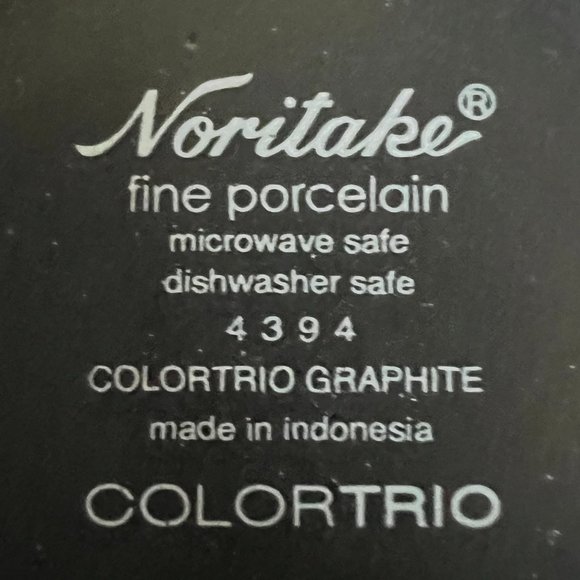 Noritake®
fine porcelain
microwave safe
dishwasher safe
4394
COLORTRIO GRAPHITE
made in indonesia
COLORTRIO